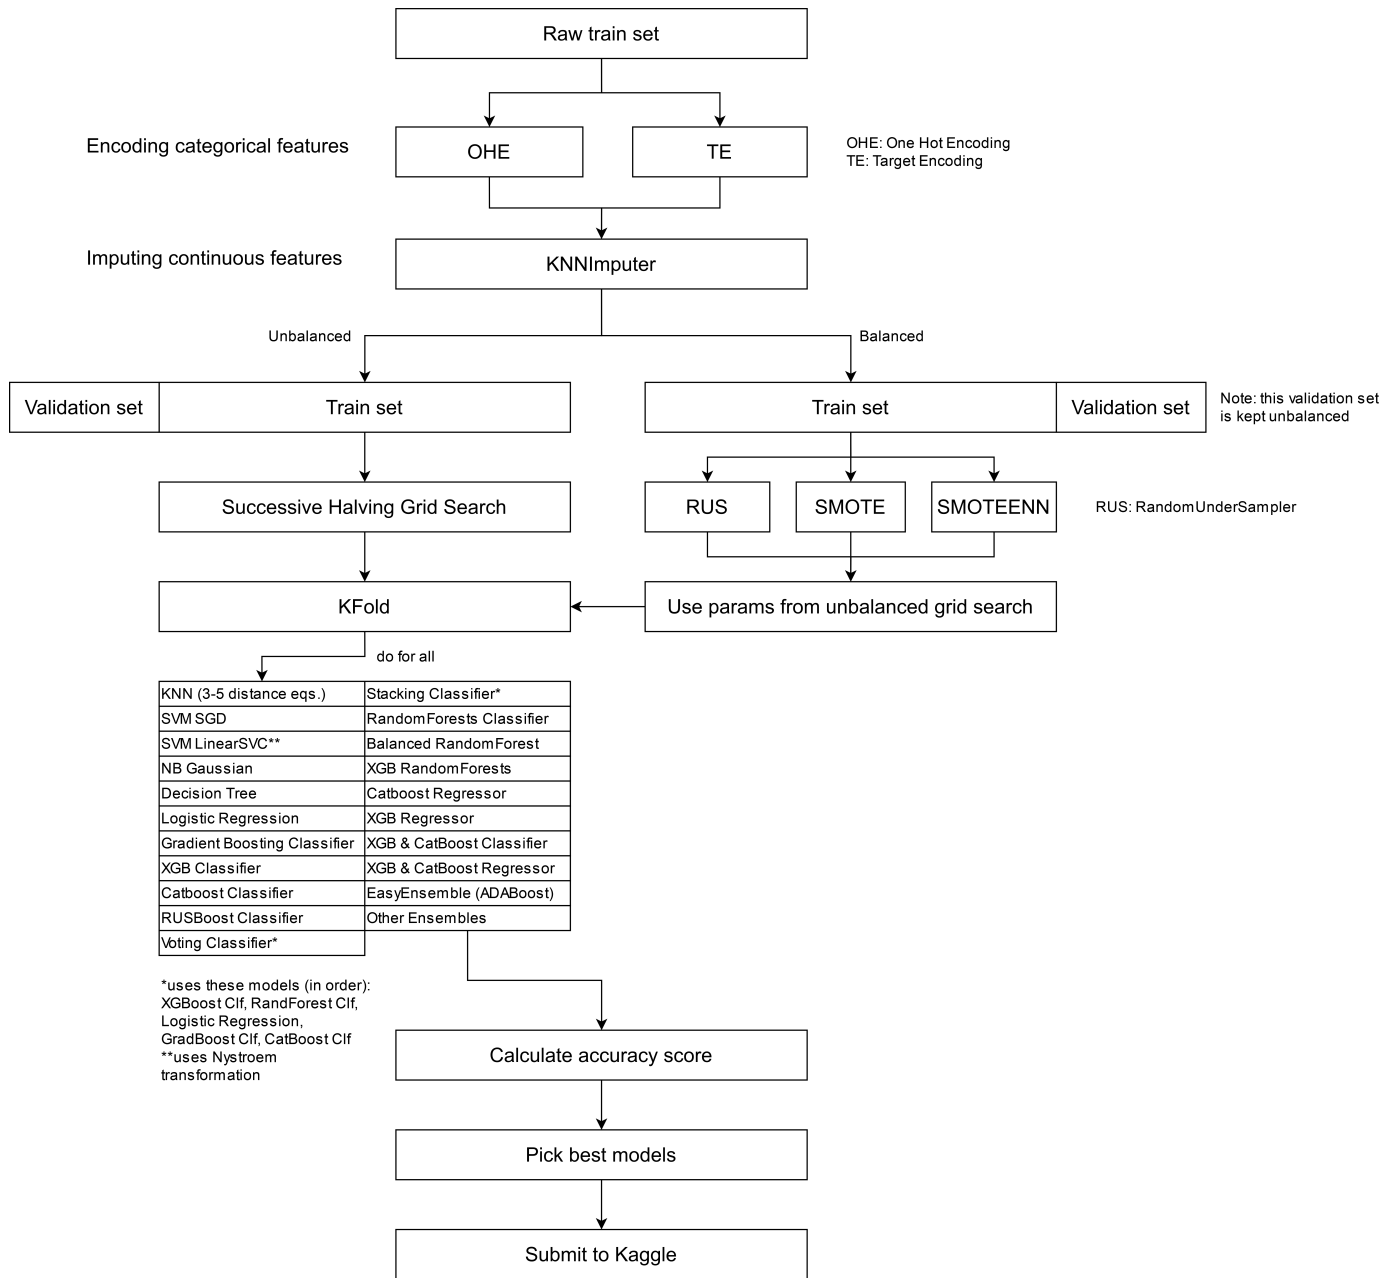 Raw train set
Encoding categorical features
OHE
TE
OHE: One Hot Encoding
TE: Target Encoding
Imputing continuous features
KNNImputer
Unbalanced
Balanced
Validation set
Train set
Train set
Validation set
Note: this validation set
is kept unbalanced
Successive Halving Grid Search
RUS
SMOTE
SMOTEENN
RUS: RandomUnderSampler
KFold
Use params from unbalanced grid search
do for all
KNN (3-5 distance eqs.)
Stacking Classifier*
SVM SGD
RandomForests Classifier
SVM LinearSVC**
Balanced RandomForest
NB Gaussian
XGB RandomForests
Decision Tree
Catboost Regressor
Logistic Regression
XGB Regressor
Gradient Boosting Classifier
XGB & CatBoost Classifier
XGB Classifier
XGB & CatBoost Regressor
Catboost Classifier
EasyEnsemble (ADABoost)
RUSBoost Classifier
Other Ensembles
Voting Classifier*
*uses these models (in order):
XGBoost Clf, RandForest Clf,
Logistic Regression,
GradBoost Clf, CatBoost Clf
**uses Nystroem
transformation
Calculate accuracy score
Pick best models
Submit to Kaggle